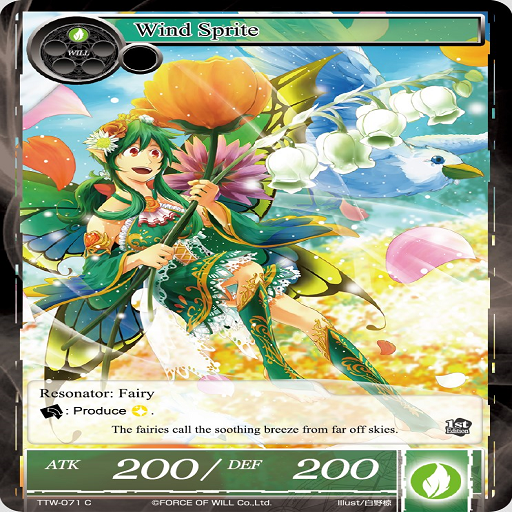 Wind Sprite
WILL
Resonator: Fairy
: Produce .
The fairies call the soothing breeze from far off skies.
1st
Edition
ATK 200 / DEF 200
TTW-071 C ©FORCE OF WILL Co.,Ltd. Illust/白野椋